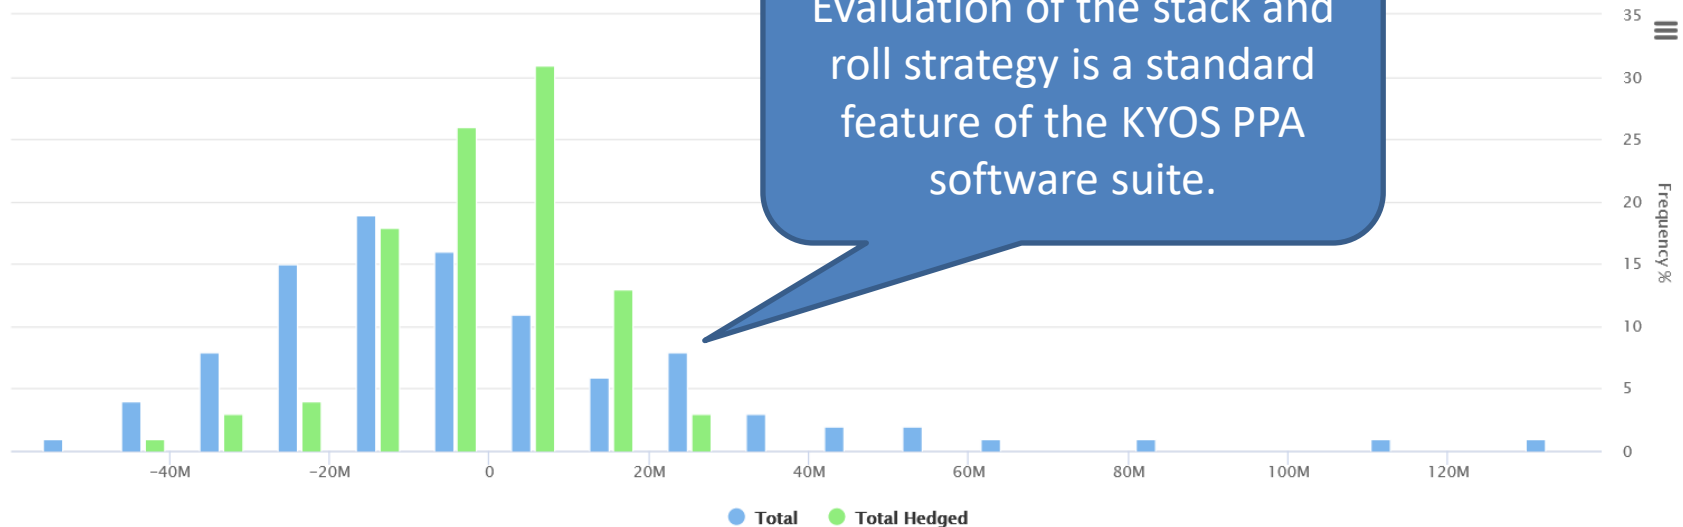 Evaluation of the stack and
roll strategy is a standard
feature of the KYOS PPA
software suite.
35
30
25
20
15
10
5
0
Frequency %
-40M -20M 0 20M 40M 60M 80M 100M 120M
Total Total Hedged